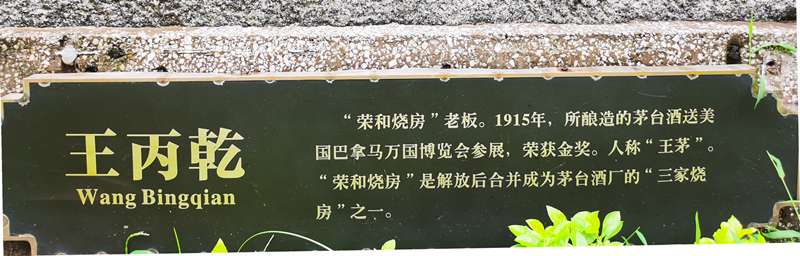 王丙乾
Wang Bingqian
“荣和烧房”老板。1915年，所酿造的茅台酒送美
国巴拿马万国博览会参展，荣获金奖。人称“王茅”。
“荣和烧房”是解放后合并成为茅台酒厂的“三家烧
房”之一。